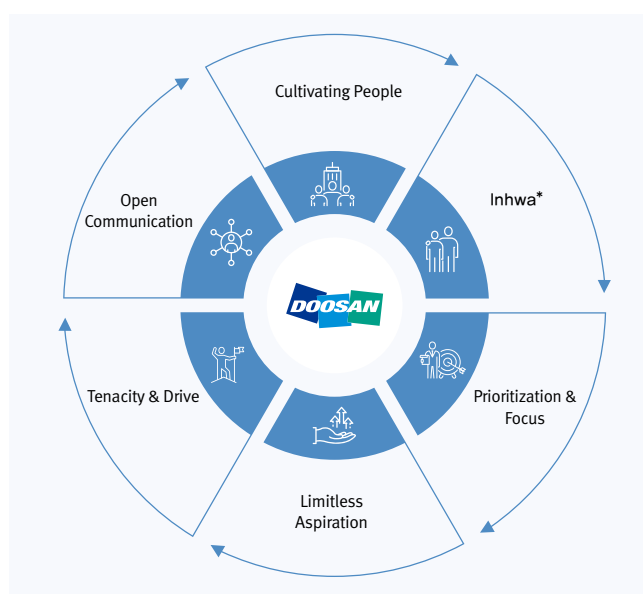 Cultivating People
Inhwa*
Prioritization &
Focus
Limitless
Aspiration
Tenacity & Drive
Open
Communication
DOOSAN